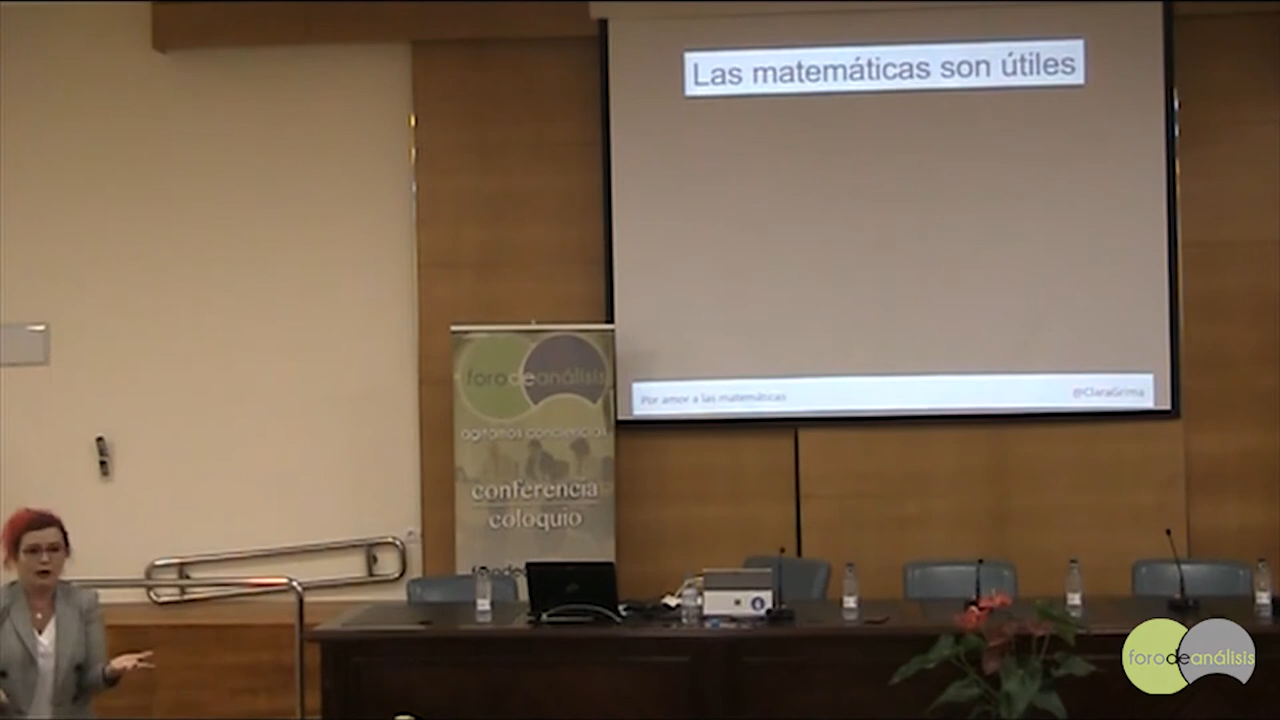 Las matemáticas son útiles
Por amor a las matemáticas
@ClaraGrima
forodeanálisis
agitamos conciencias
conferencia
coloquio
forodeanálisis